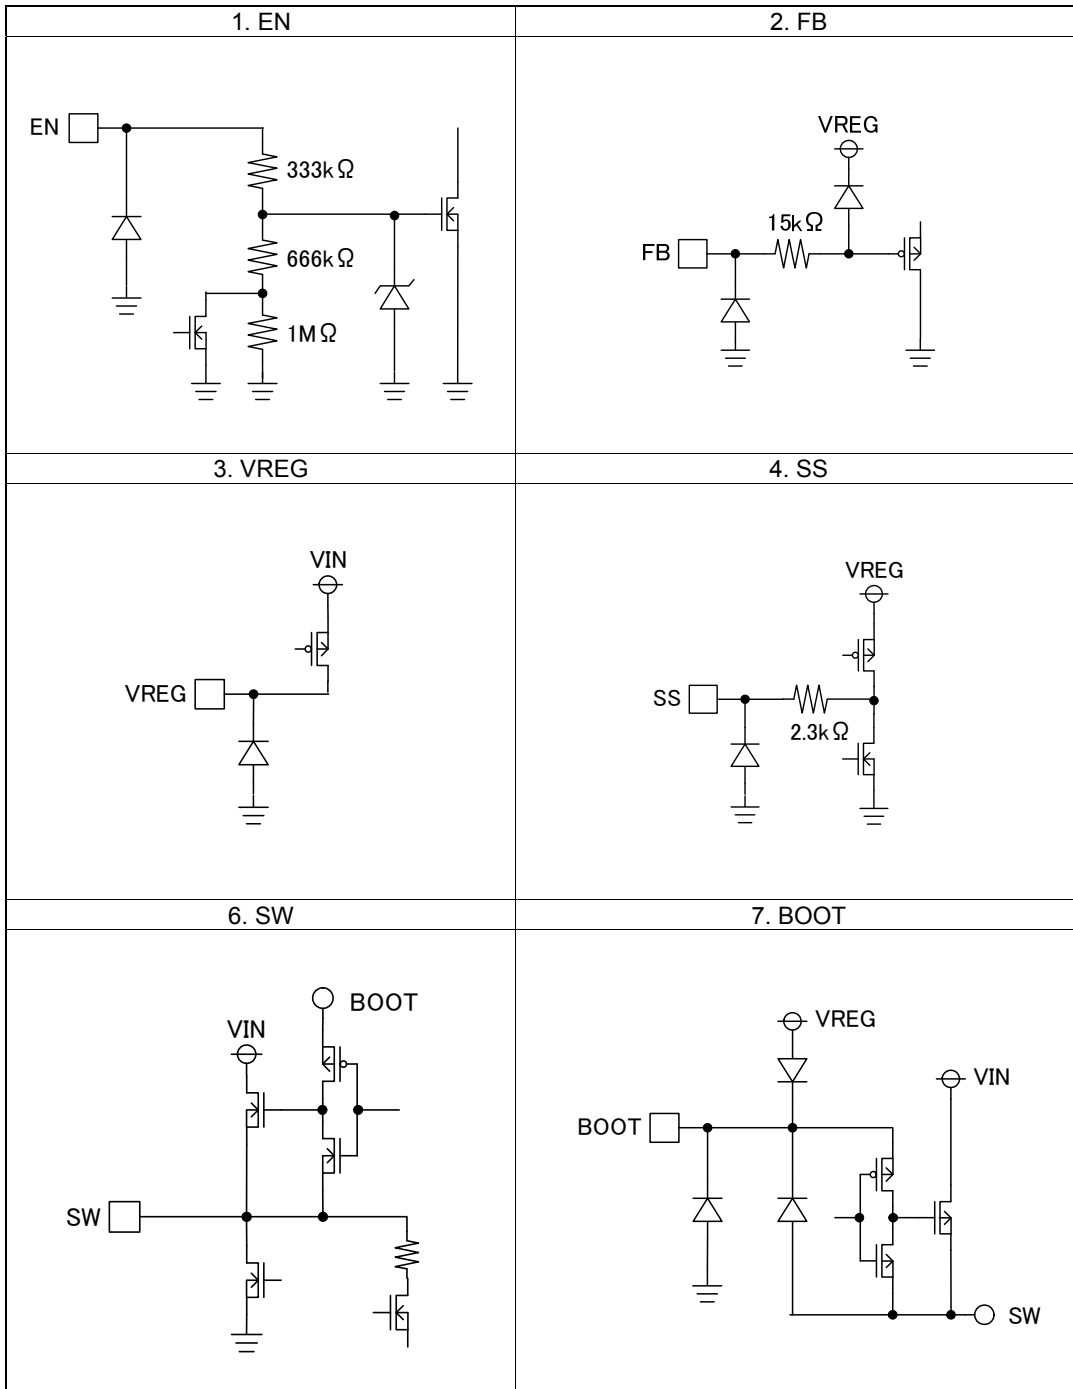 1. EN
2. FB
EN
333kΩ
666kΩ
1MΩ
VREG
15kΩ
FB
3. VREG
4. SS
VIN
VREG
VREG
SS
2.3kΩ
6. SW
7. BOOT
BOOT
VIN
SW
VREG
VIN
BOOT
SW